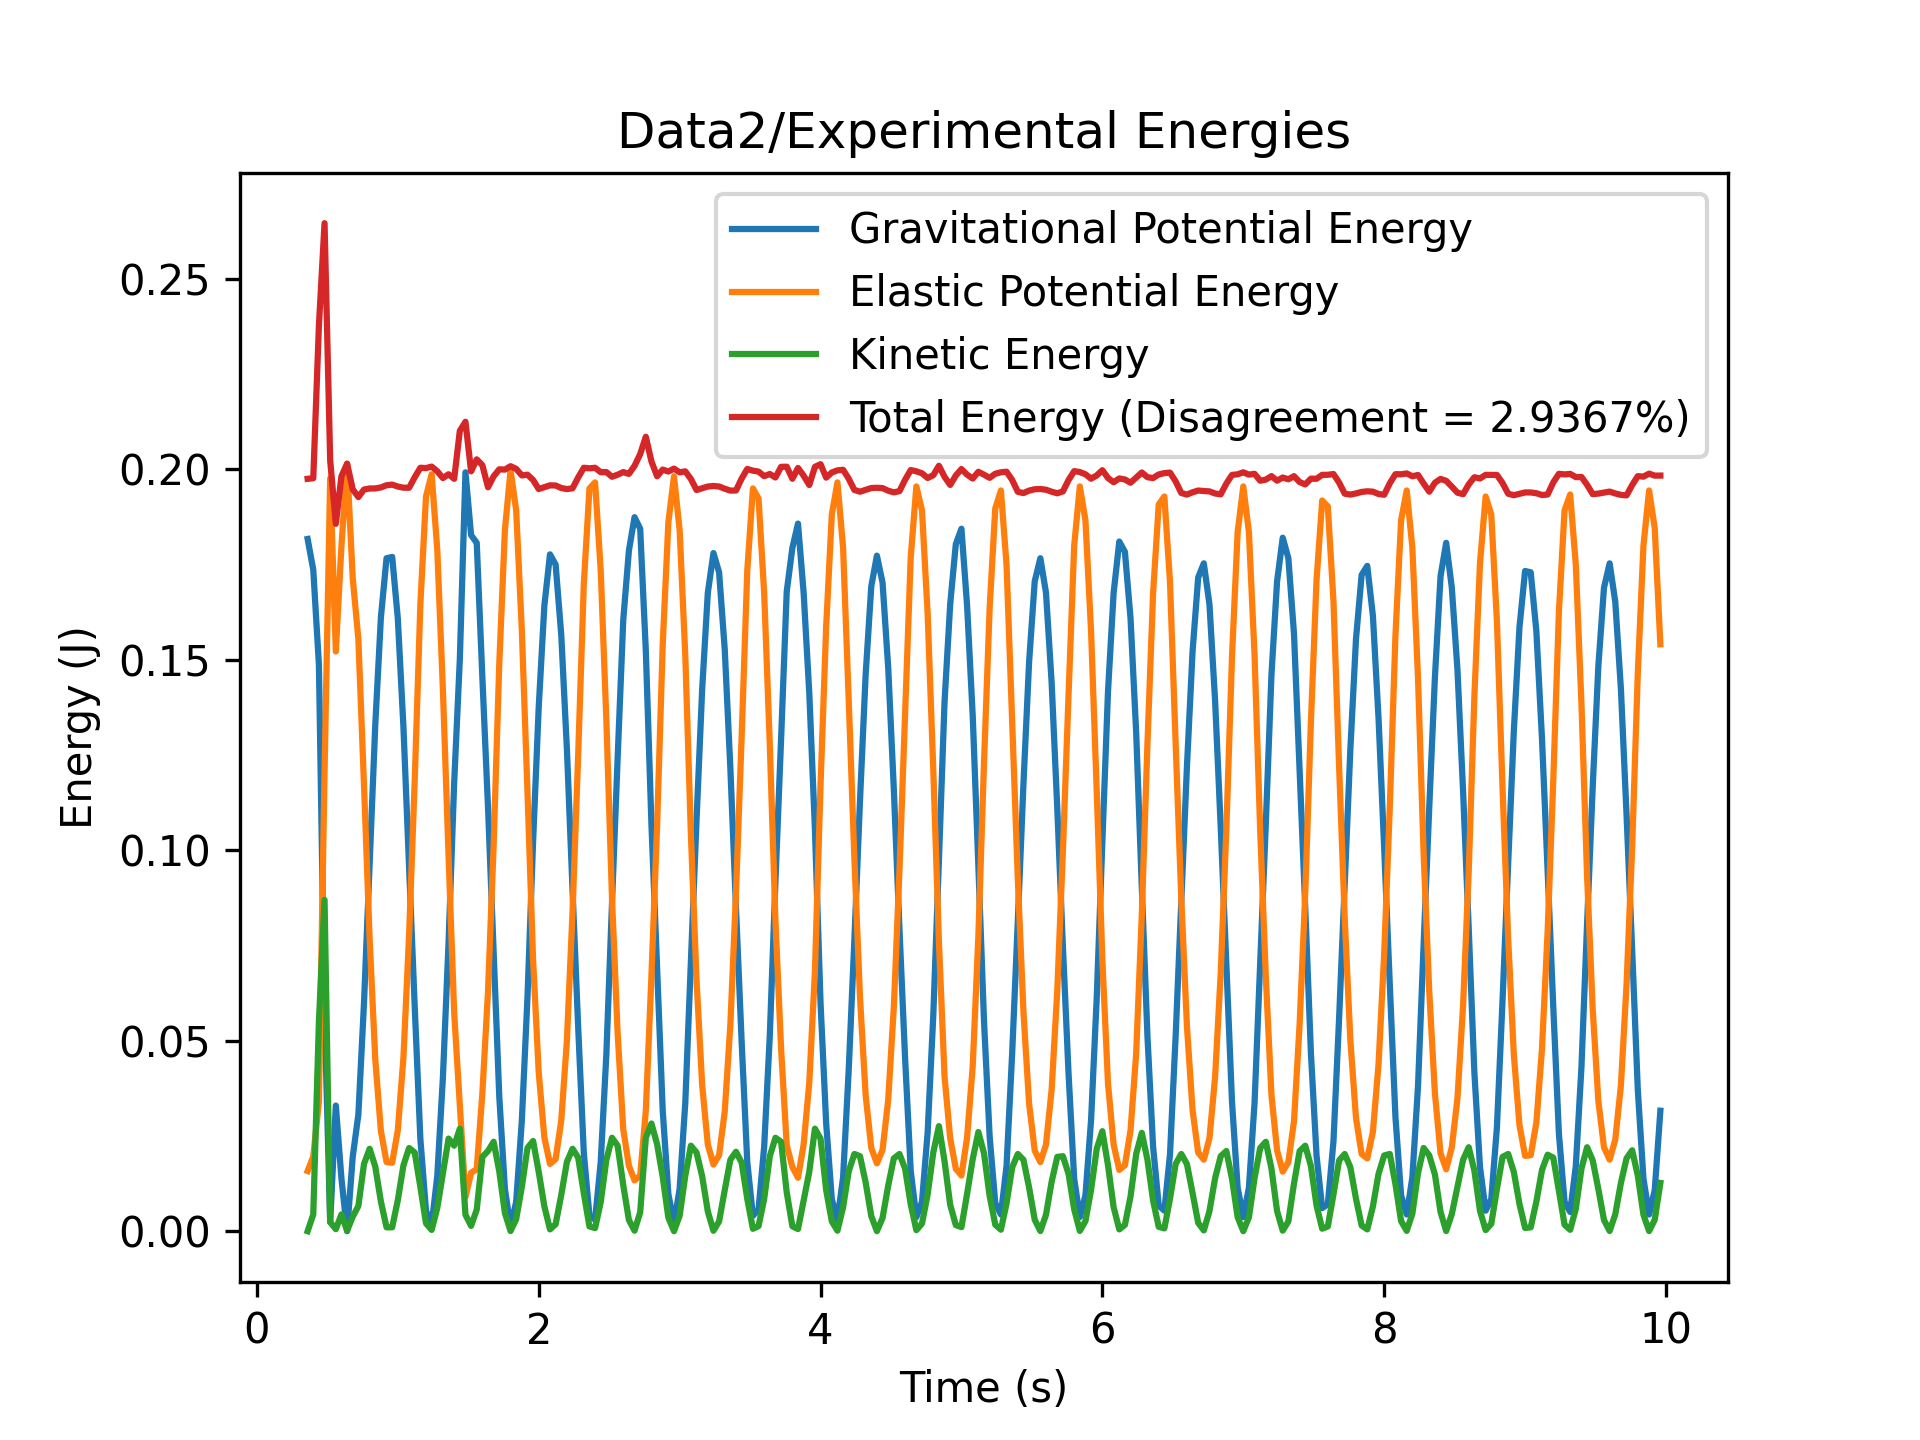 Data2/Experimental Energies
Gravitational Potential Energy
Elastic Potential Energy
Kinetic Energy
Total Energy (Disagreement = 2.9367%)
Energy (J)
0.25
0.20
0.15
0.10
0.05
0.00
0 2 4 6 8 10
Time (s)